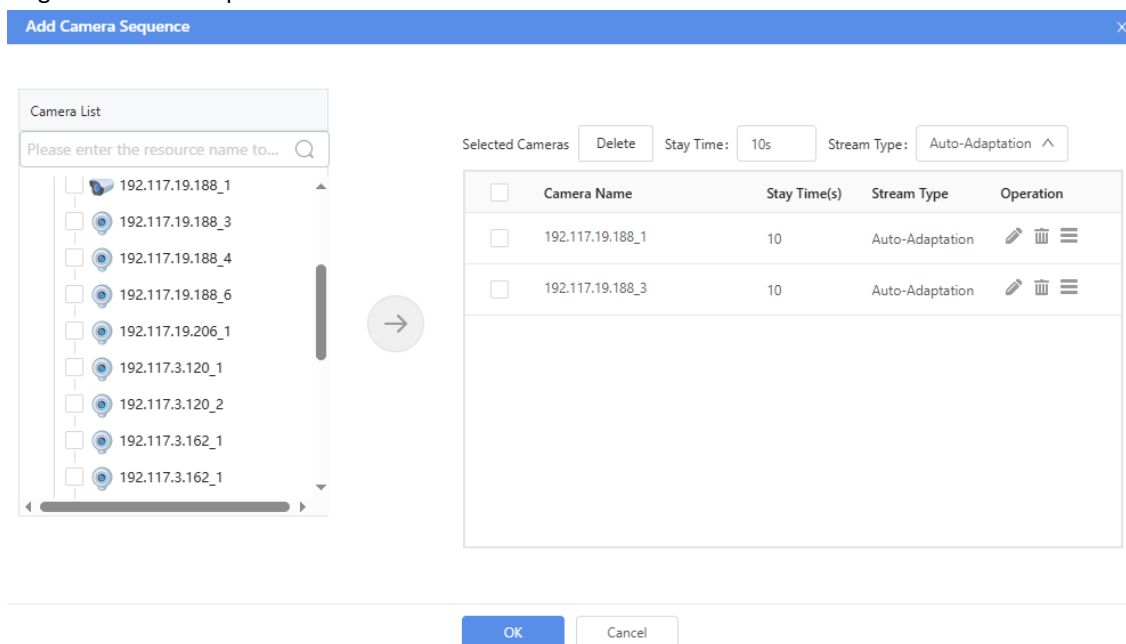 Add Camera Sequence
Camera List
Please enter the resource name to...
192.117.19.188_1
192.117.19.188_3
192.117.19.188_4
192.117.19.188_6
192.117.19.206_1
192.117.3.120_1
192.117.3.120_2
192.117.3.162_1
192.117.3.162_1
Selected Cameras Delete Stay Time: 10s Stream Type: Auto-Adaptation
Camera Name Stay Time(s) Stream Type Operation
192.117.19.188_1 10 Auto-Adaptation
192.117.19.188_3 10 Auto-Adaptation
OK Cancel